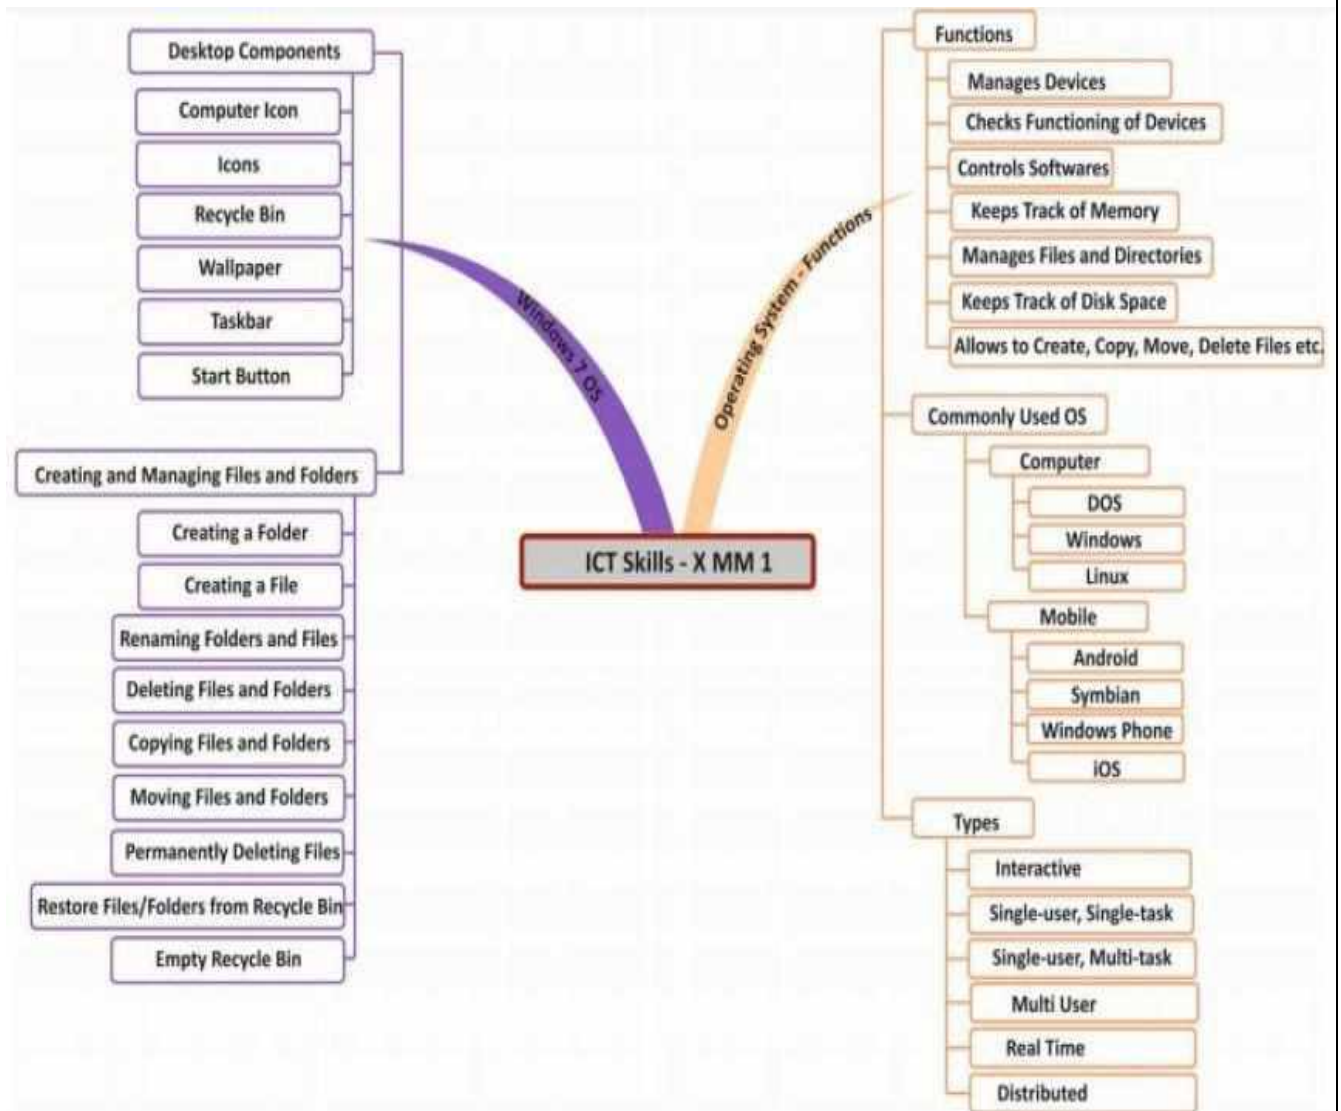 Desktop Components
Computer Icon
Icons
Recycle Bin
Wallpaper
Taskbar
Start Button
Creating and Managing Files and Folders
Creating a Folder
Creating a File
Renaming Folders and Files
Deleting Files and Folders
Copying Files and Folders
Moving Files and Folders
Permanently Deleting Files
Restore Files/Folders from Recycle Bin
Empty Recycle Bin
Windows 7 OS
ICT Skills - X MM 1
Operating System - Functions
Functions
Manages Devices
Checks Functioning of Devices
Controls Softwares
Keeps Track of Memory
Manages Files and Directories
Keeps Track of Disk Space
Allows to Create, Copy, Move, Delete Files etc.
Commonly Used OS
Computer
DOS
Windows
Linux
Mobile
Android
Symbian
Windows Phone
iOS
Types
Interactive
Single-user, Single-task
Single-user, Multi-task
Multi User
Real Time
Distributed